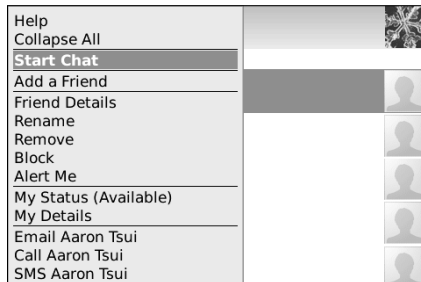 Help
Collapse All
Start Chat
Add a Friend
Friend Details
Rename
Remove
Block
Alert Me
My Status (Available)
My Details
Email Aaron Tsui
Call Aaron Tsui
SMS Aaron Tsui